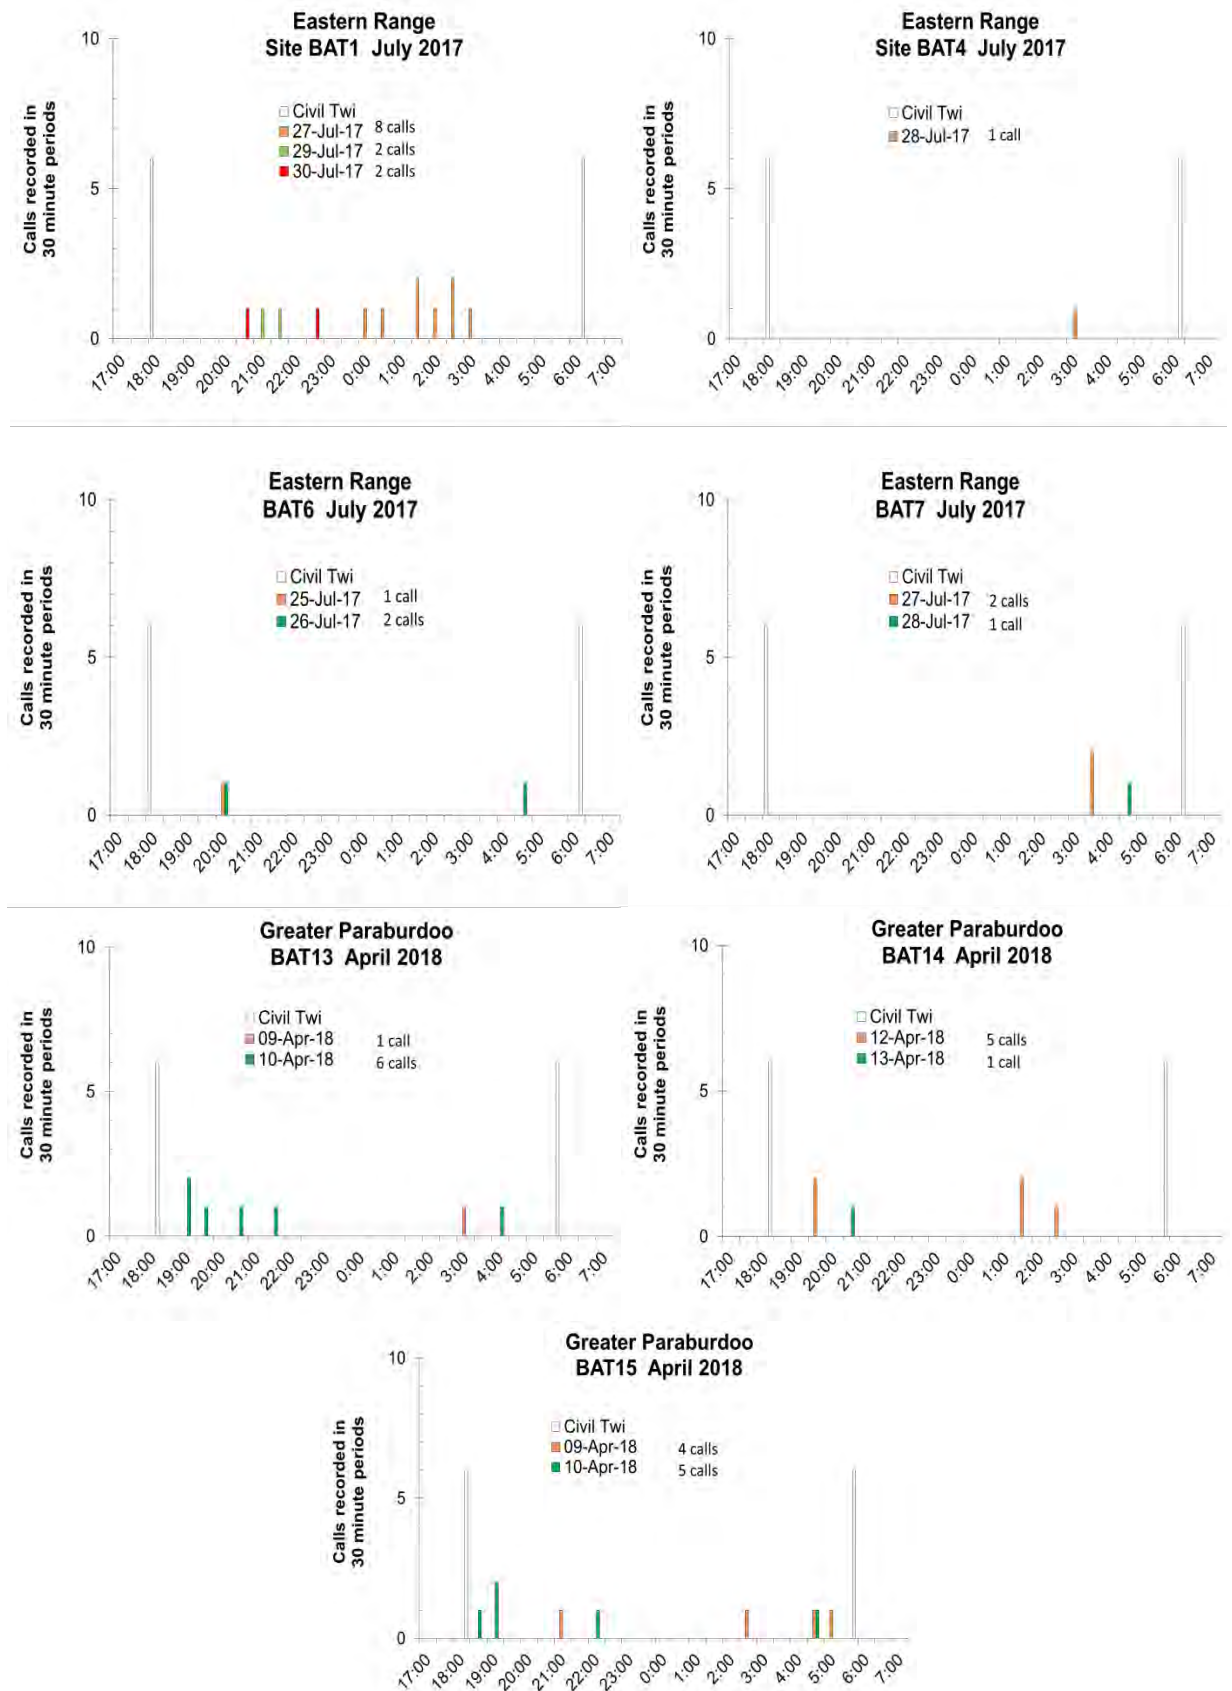 Eastern Range
Site BAT1 July 2017
Calls recorded in
30 minute periods
10
5
0
Civil Twi
27-Jul-17 8 calls
29-Jul-17 2 calls
30-Jul-17 2 calls
17:00 18:00 19:00 20:00 21:00 22:00 23:00 0:00 1:00 2:00 3:00 4:00 5:00 6:00 7:00
Eastern Range
Site BAT4 July 2017
Calls recorded in
30 minute periods
10
5
0
Civil Twi
28-Jul-17 1 call
17:00 18:00 19:00 20:00 21:00 22:00 23:00 0:00 1:00 2:00 3:00 4:00 5:00 6:00 7:00
Eastern Range
BAT6 July 2017
Calls recorded in
30 minute periods
10
5
0
Civil Twi
25-Jul-17 1 call
26-Jul-17 2 calls
17:00 18:00 19:00 20:00 21:00 22:00 23:00 0:00 1:00 2:00 3:00 4:00 5:00 6:00 7:00
Eastern Range
BAT7 July 2017
Calls recorded in
30 minute periods
10
5
0
Civil Twi
27-Jul-17 2 calls
28-Jul-17 1 call
17:00 18:00 19:00 20:00 21:00 22:00 23:00 0:00 1:00 2:00 3:00 4:00 5:00 6:00 7:00
Greater Paraburdoo
BAT13 April 2018
Calls recorded in
30 minute periods
10
5
0
Civil Twi
09-Apr-18 1 call
10-Apr-18 6 calls
17:00 18:00 19:00 20:00 21:00 22:00 23:00 0:00 1:00 2:00 3:00 4:00 5:00 6:00 7:00
Greater Paraburdoo
BAT14 April 2018
Calls recorded in
30 minute periods
10
5
0
Civil Twi
12-Apr-18 5 calls
13-Apr-18 1 call
17:00 18:00 19:00 20:00 21:00 22:00 23:00 0:00 1:00 2:00 3:00 4:00 5:00 6:00 7:00
Greater Paraburdoo
BAT15 April 2018
Calls recorded in
30 minute periods
10
5
0
Civil Twi
09-Apr-18 4 calls
10-Apr-18 5 calls
17:00 18:00 19:00 20:00 21:00 22:00 23:00 0:00 1:00 2:00 3:00 4:00 5:00 6:00 7:00